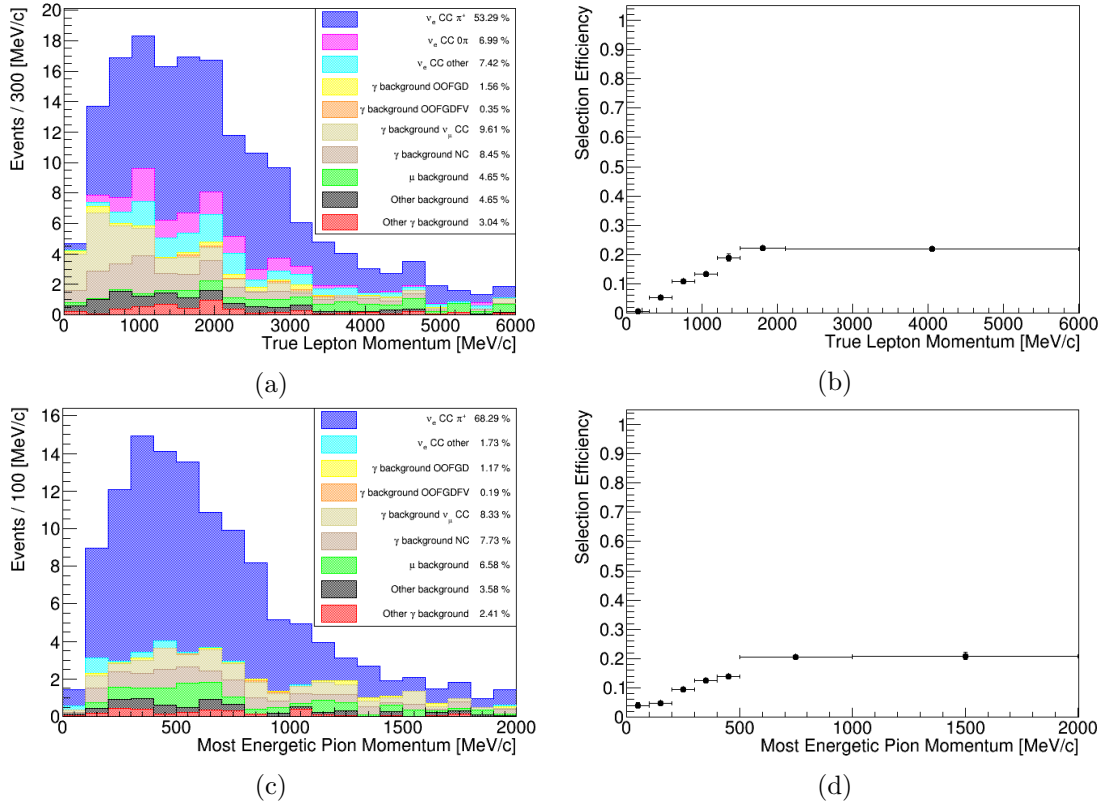 Events / 300 [MeV/c]
20
18
16
14
12
10
8
6
4
2
0
ν_e CC π⁺ 53.29 %
ν_e CC 0π 6.99 %
ν_e CC other 7.42 %
γ background OOFGD 1.56 %
γ background OOFGDFV 0.35 %
γ background ν_μ CC 9.61 %
γ background NC 8.45 %
μ background 4.65 %
Other background 4.65 %
Other γ background 3.04 %
0 1000 2000 3000 4000 5000 6000
True Lepton Momentum [MeV/c]
(a)
Selection Efficiency
1
0.9
0.8
0.7
0.6
0.5
0.4
0.3
0.2
0.1
0
0 1000 2000 3000 4000 5000 6000
True Lepton Momentum [MeV/c]
(b)
Events / 100 [MeV/c]
16
14
12
10
8
6
4
2
0
ν_e CC π⁺ 68.29 %
ν_e CC other 1.73 %
γ background OOFGD 1.17 %
γ background OOFGDFV 0.19 %
γ background ν_μ CC 8.33 %
γ background NC 7.73 %
μ background 6.58 %
Other background 3.58 %
Other γ background 2.41 %
0 500 1000 1500 2000
Most Energetic Pion Momentum [MeV/c]
(c)
Selection Efficiency
1
0.9
0.8
0.7
0.6
0.5
0.4
0.3
0.2
0.1
0
0 500 1000 1500 2000
Most Energetic Pion Momentum [MeV/c]
(d)